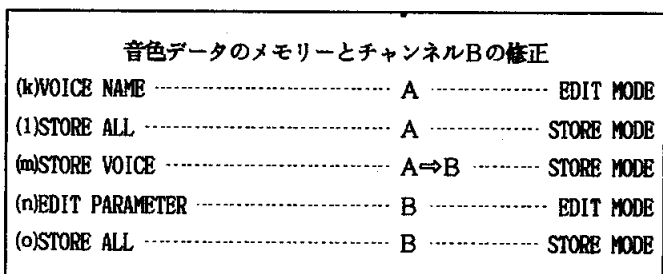 音色データのメモリーとチャンネルBの修正
(k)VOICE NAME ································ A ················ EDIT MODE
(l)STORE ALL ································· A ················ STORE MODE
(m)STORE VOICE ······························ A⇨B ·········· STORE MODE
(n)EDIT PARAMETER ·························· B ················ EDIT MODE
(o)STORE ALL ································· B ················ STORE MODE